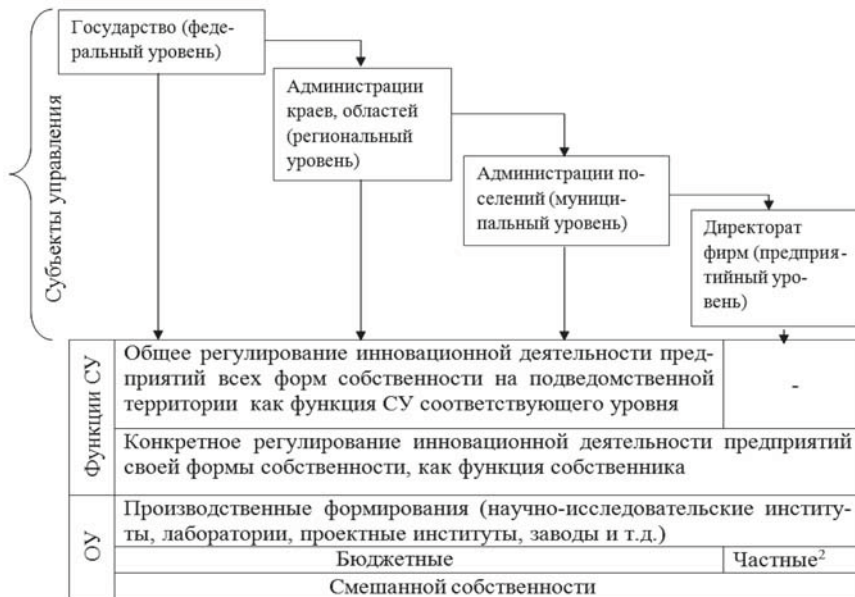 Государство (феде-
ральный уровень)
Администрации
краев, областей
(региональный
уровень)
Администрации по-
селений (муници-
пальный уровень)
Директорат
фирм (предприя-
тийный уро-
вень)
Субъекты управления
Функции СУ
Общее регулирование инновационной деятельности пред-
приятий всех форм собственности на подведомственной
территории как функция СУ соответствующего уровня
-
Конкретное регулирование инновационной деятельности предприятий
своей формы собственности, как функция собственника
ОУ
Производственные формирования (научно-исследовательские институ-
ты, лаборатории, проектные институты, заводы и т.д.)
Бюджетные
Частные²
Смешанной собственности